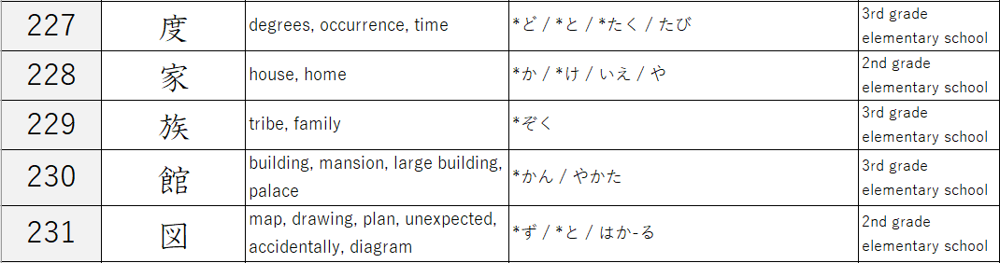 227 度 degrees, occurrence, time *ど / *と / *たく / たび 3rd grade
elementary school
228 家 house, home *か / *け / いえ / や 2nd grade
elementary school
229 族 tribe, family *ぞく 3rd grade
elementary school
230 館 building, mansion, large building,
palace *かん / やかた 3rd grade
elementary school
231 図 map, drawing, plan, unexpected,
accidentally, diagram *ず / *と / はか-る 2nd grade
elementary school